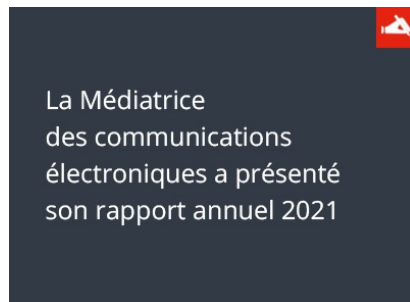 La Médiatrice
des communications
électroniques a présenté
son rapport annuel 2021